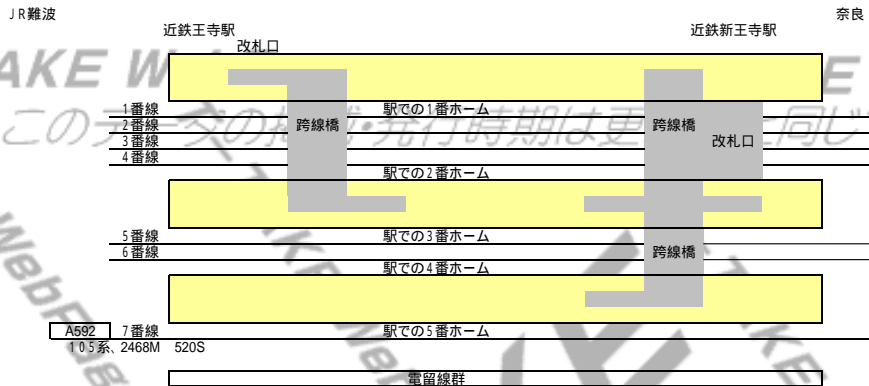 ＪＲ難波
奈良
近鉄王寺駅
近鉄新王寺駅
改札口
1番線
駅での１番ホーム
2番線
跨線橋
跨線橋
3番線
改札口
4番線
駅での２番ホーム
5番線
駅での３番ホーム
6番線
跨線橋
駅での４番ホーム
A592
7番線
駅での５番ホーム
１０５系、2468M 520S
電留線群